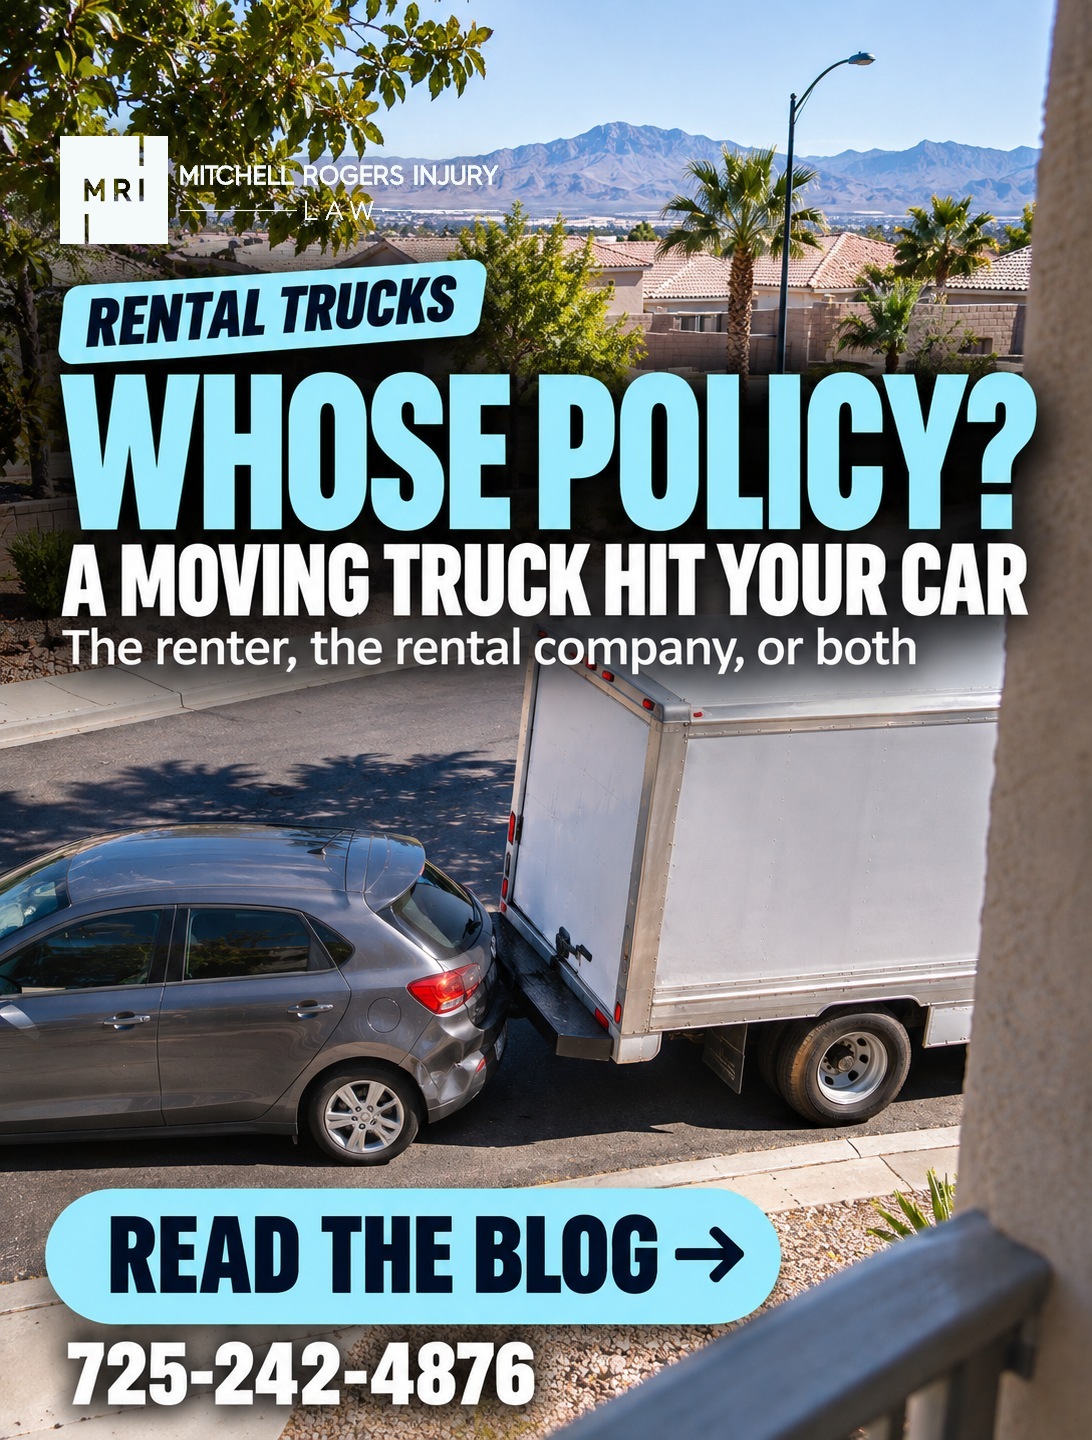 MRI
MITCHELL ROGERS INJURY
LAW
RENTAL TRUCKS
WHOSE POLICY?
A MOVING TRUCK HIT YOUR CAR
The renter, the rental company, or both
READ THE BLOG→
725-242-4876